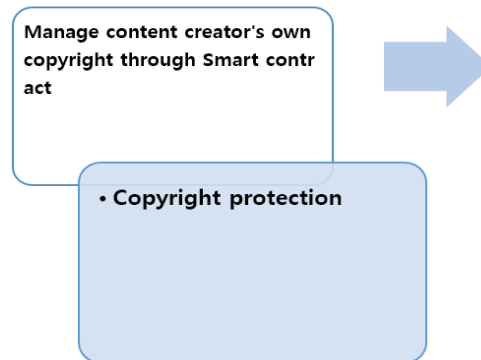 Manage content creator's own
copyright through Smart contr
act
• Copyright protection